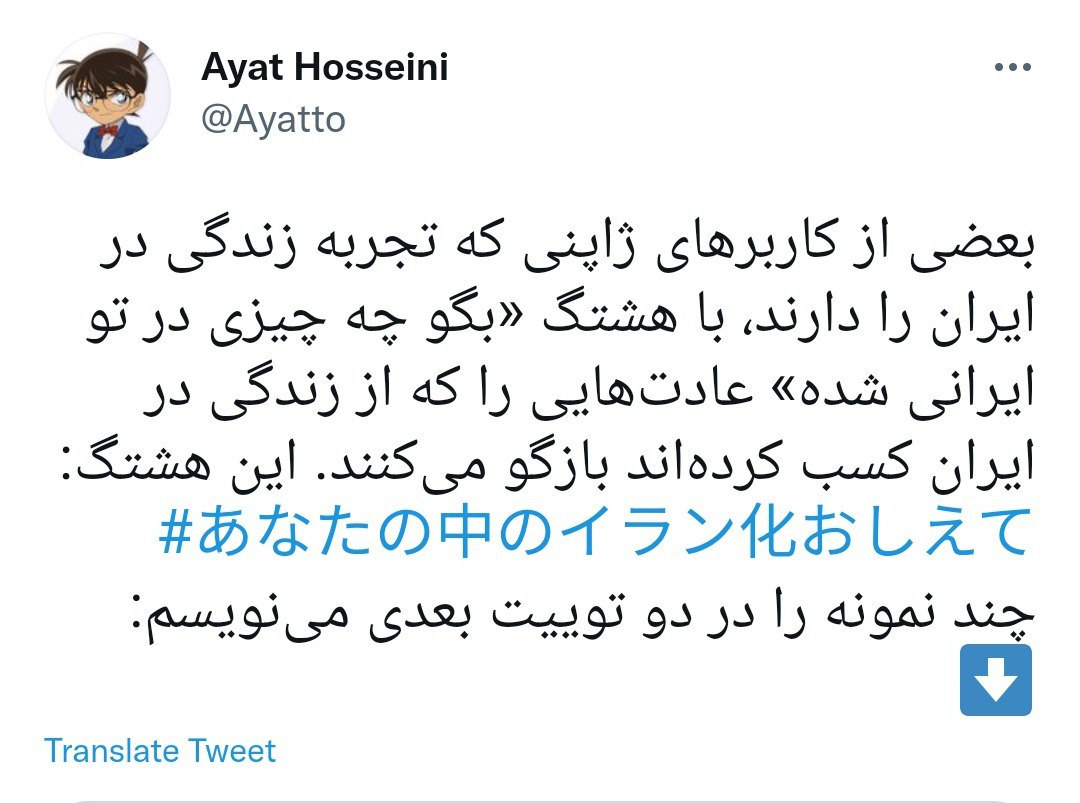 Ayat Hosseini
@Ayatto
بعضی از کاربرهای ژاپنی که تجربه زندگی در
ایران را دارند، با هشتگ «بگو چه چیزی در تو
ایرانی شده» عادت‌هایی را که از زندگی در
ایران کسب کرده‌اند بازگو می‌کنند. این هشتگ:
#あなたの中のイラン化おしえて
چند نمونه را در دو توییت بعدی می‌نویسم:
Translate Tweet